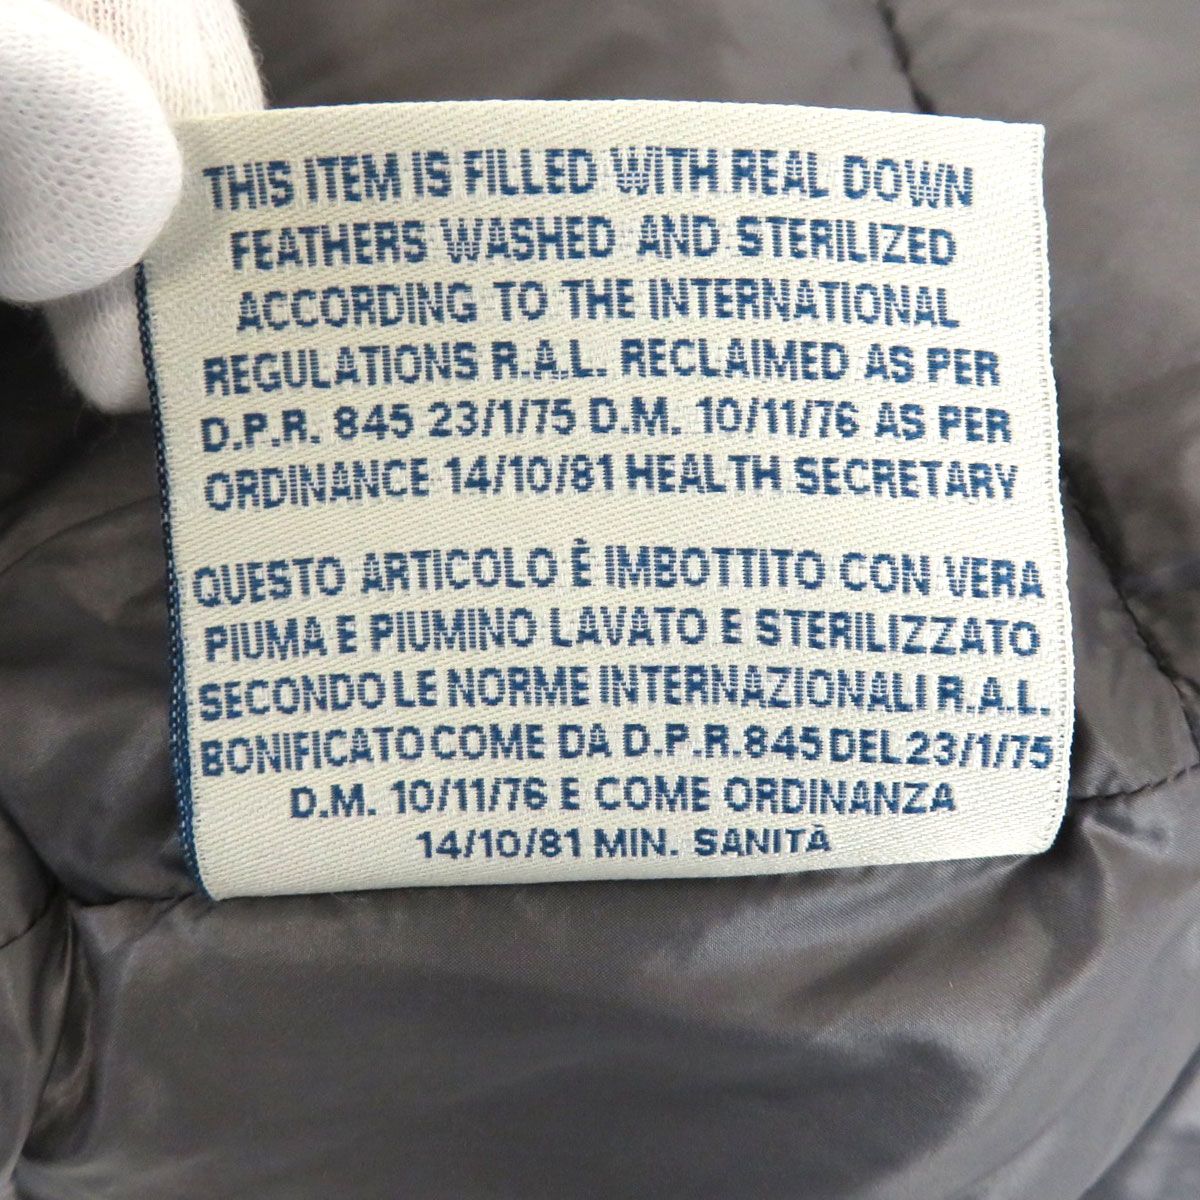 THIS ITEM IS FILLED WITH REAL DOWN
FEATHERS WASHED AND STERILIZED
ACCORDING TO THE INTERNATIONAL
REGULATIONS R.A.L. RECLAIMED AS PER
D.P.R. 845 23/1/75 D.M. 10/11/76 AS PER
ORDINANCE 14/10/81 HEALTH SECRETARY
QUESTO ARTICOLO È IMBOTTITO CON VERA
PIUMA E PIUMINO LAVATO E STERILIZZATO
SECONDO LE NORME INTERNAZIONALI R.A.L.
BONIFICATO COME DA D.P.R. 845 DEL 23/1/75
D.M. 10/11/76 E COME ORDINANZA
14/10/81 MIN. SANITÀ